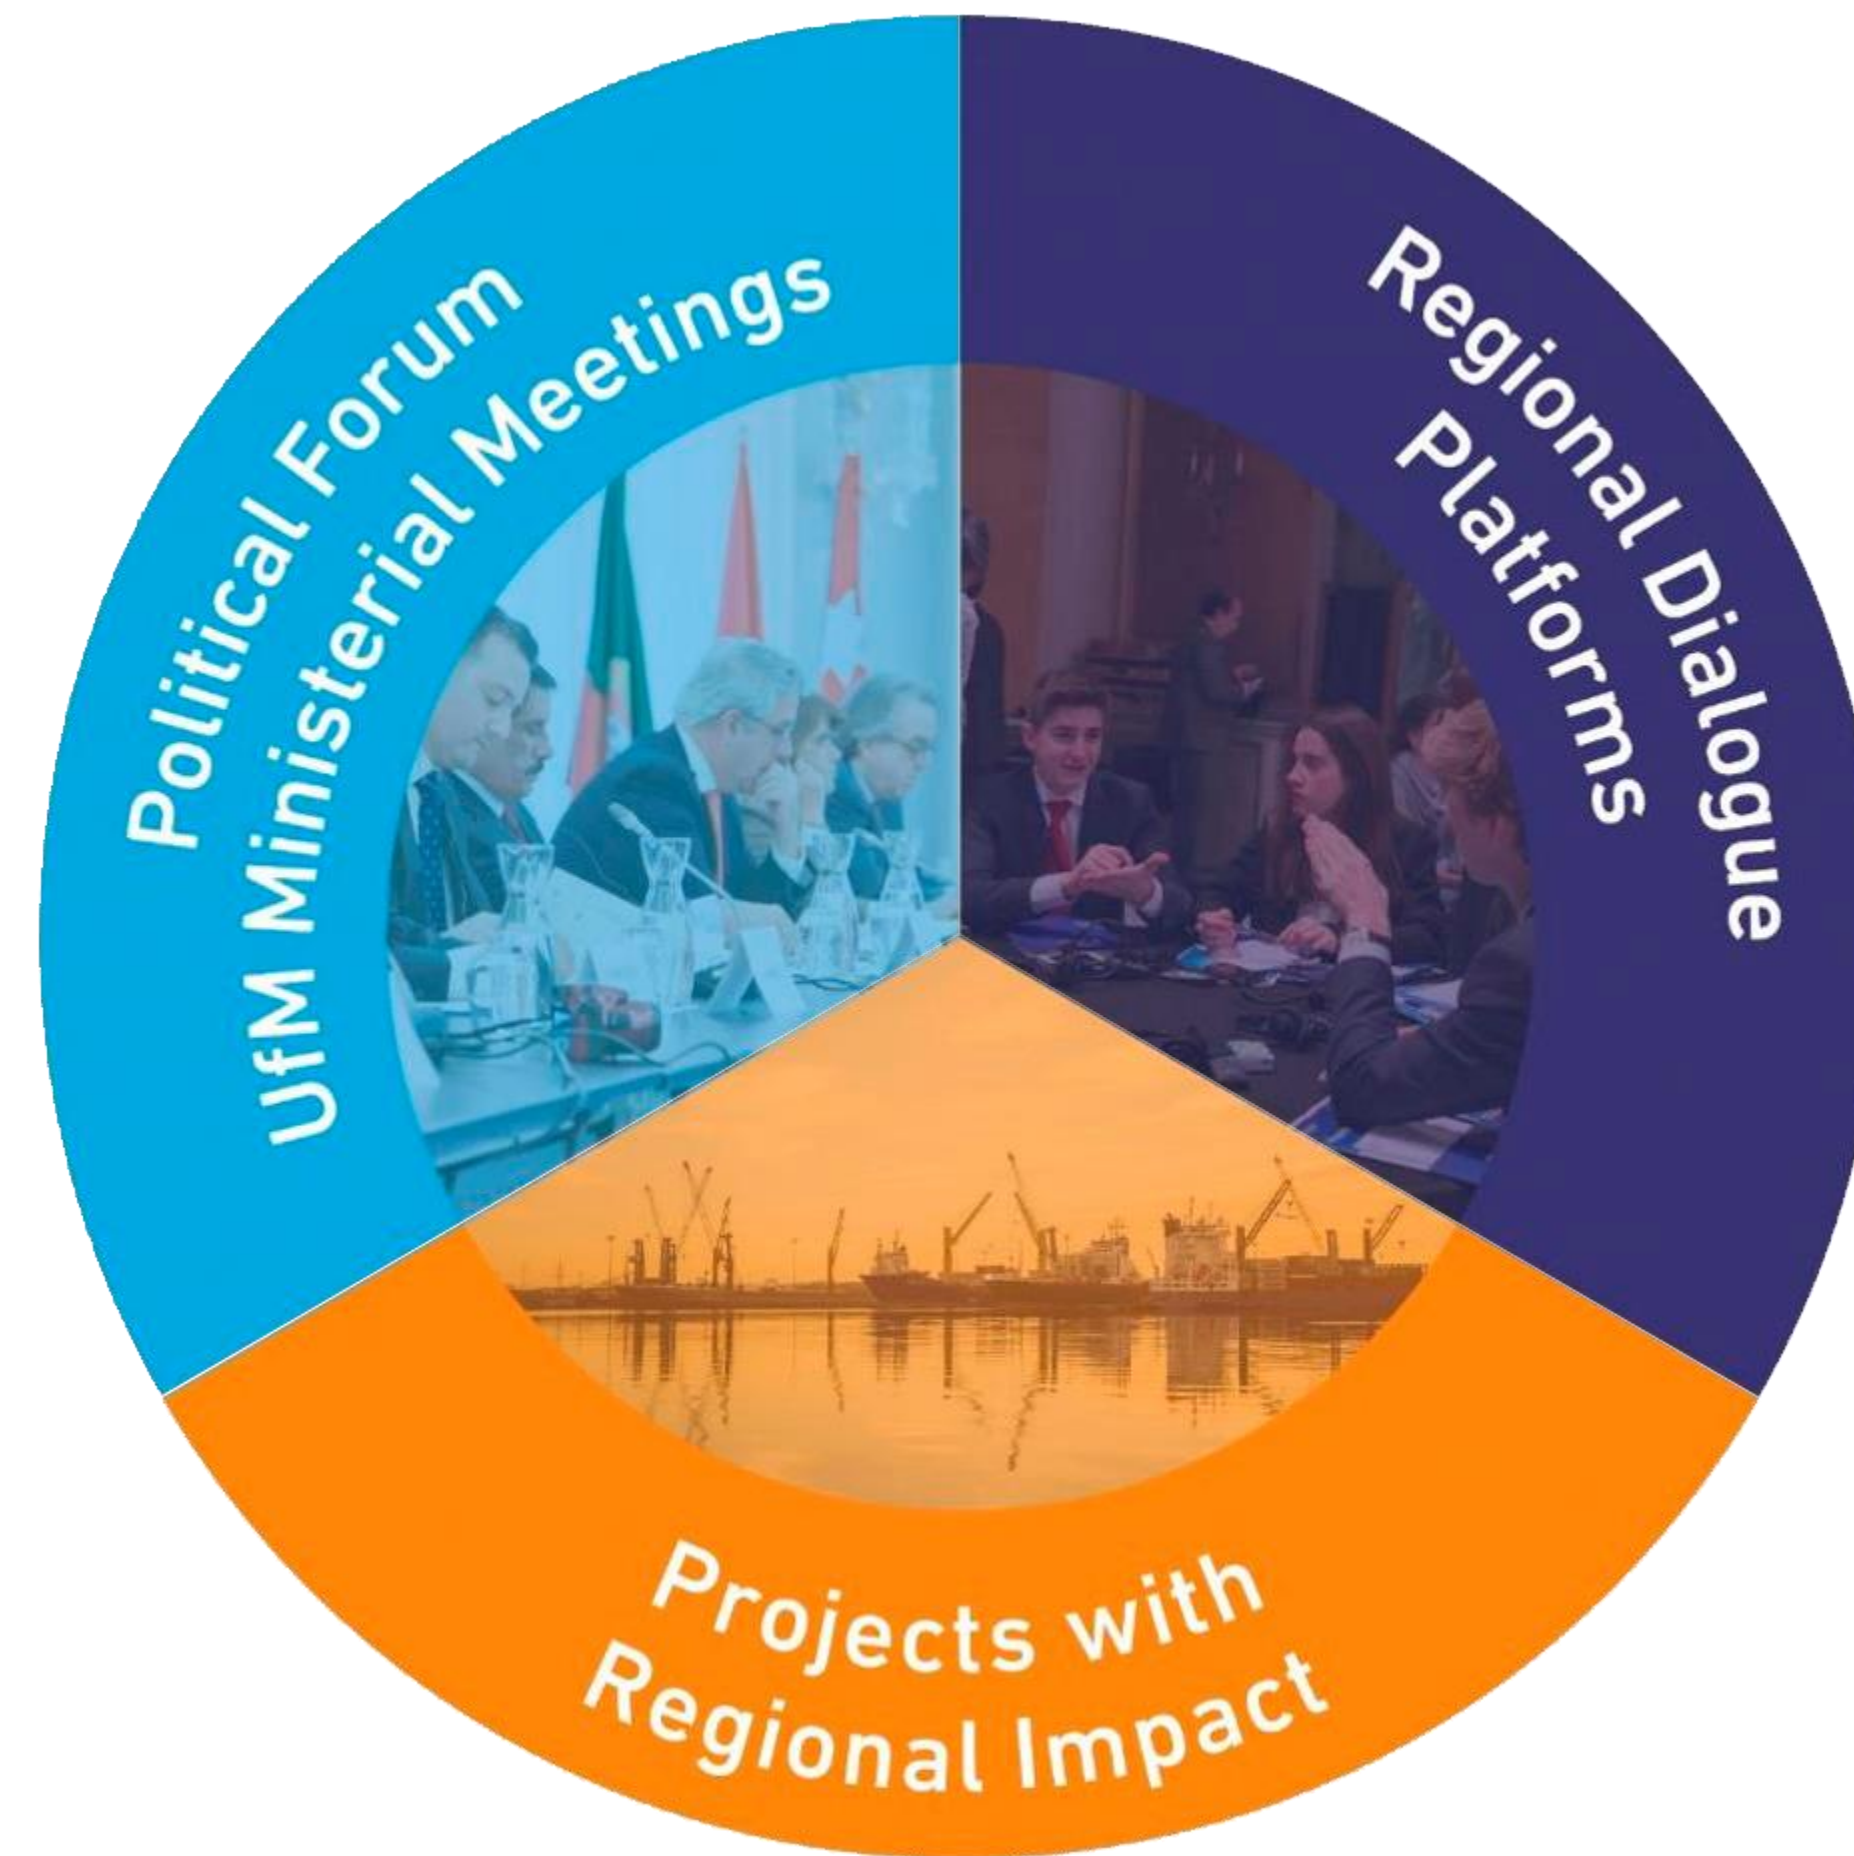 Political Forum
UfM Ministerial Meetings
Regional Dialogue
Platforms
Projects with
Regional Impact